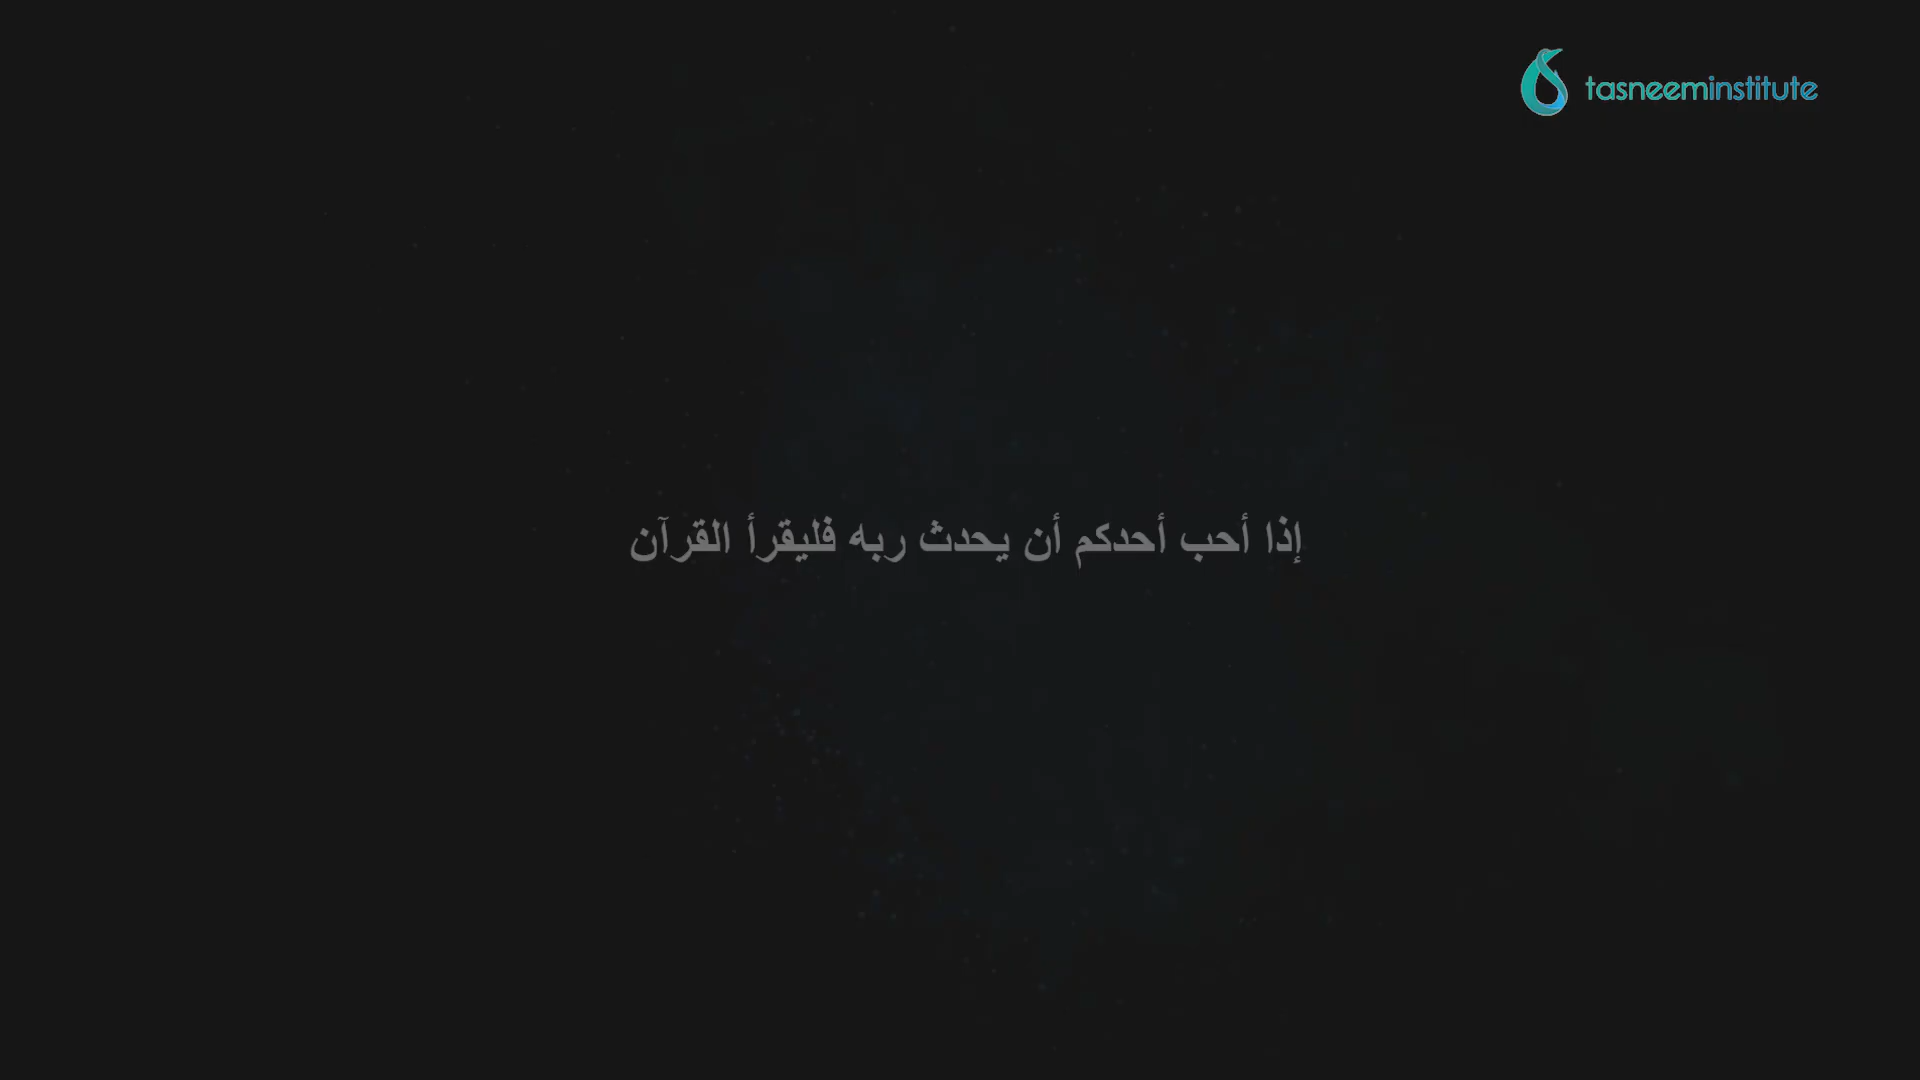 tasneeminstitute
إذا أحب أحدكم أن يحدث ربه فليقرأ القرآن